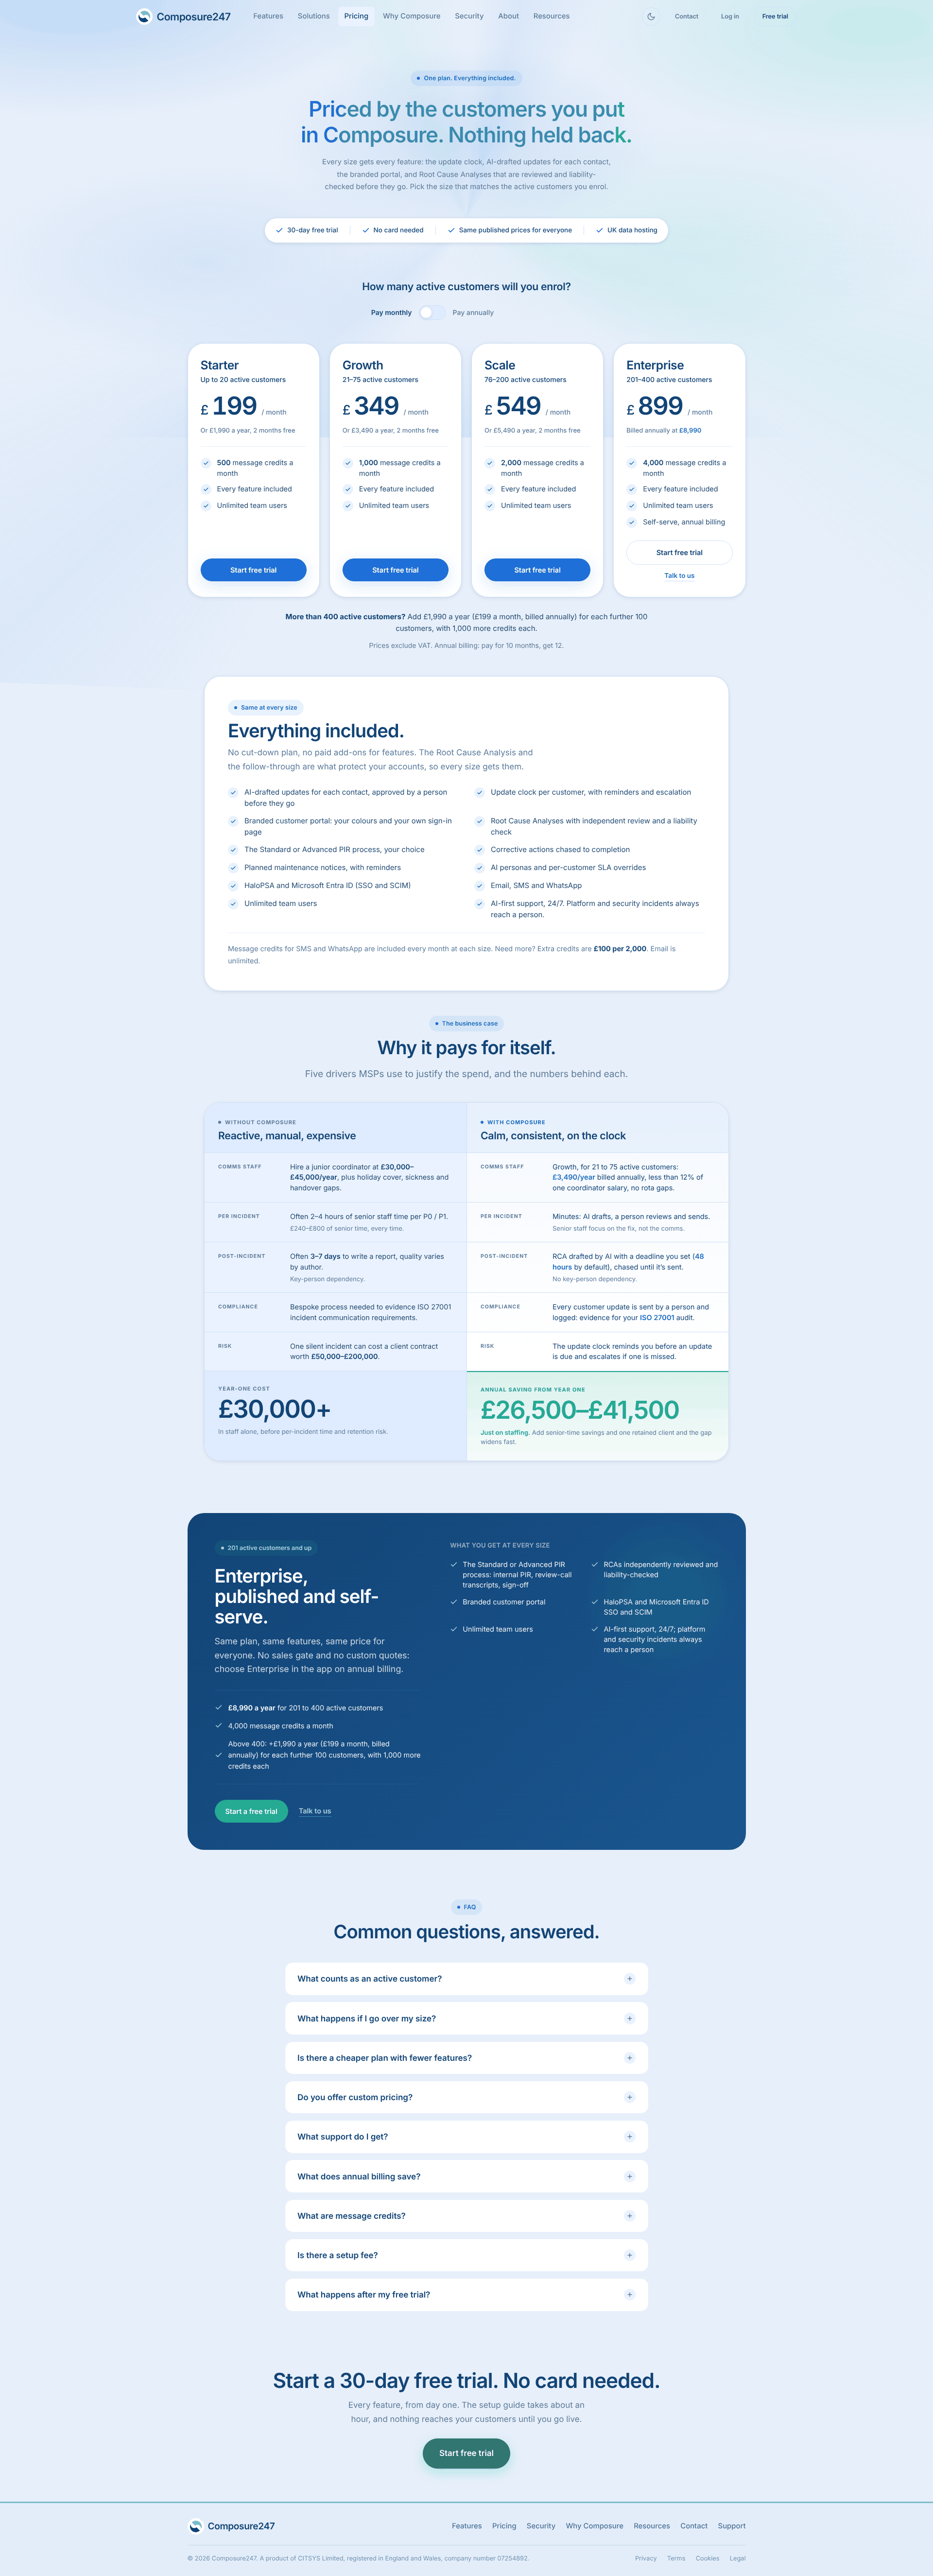 Composure247
Features
Solutions
Pricing
Why Composure
Security
About
Resources
Contact
Log in
Free trial
One plan. Everything included.
Priced by the customers you put
in Composure. Nothing held back.
Every size gets every feature: the update clock, AI-drafted updates for each contact,
the branded portal, and Root Cause Analyses that are reviewed and liability-
checked before they go. Pick the size that matches the active customers you enrol.
30-day free trial
No card needed
Same published prices for everyone
UK data hosting
How many active customers will you enrol?
Pay monthly
Pay annually
Starter
Up to 20 active customers
£ 199 / month
Or £1,990 a year, 2 months free
500 message credits a
month
Every feature included
Unlimited team users
Start free trial
Growth
21–75 active customers
£ 349 / month
Or £3,490 a year, 2 months free
1,000 message credits a
month
Every feature included
Unlimited team users
Start free trial
Scale
76–200 active customers
£ 549 / month
Or £5,490 a year, 2 months free
2,000 message credits a
month
Every feature included
Unlimited team users
Start free trial
Enterprise
201–400 active customers
£ 899 / month
Billed annually at £8,990
4,000 message credits a
month
Every feature included
Unlimited team users
Self-serve, annual billing
Start free trial
Talk to us
More than 400 active customers? Add £1,990 a year (£199 a month, billed annually) for each further 100
customers, with 1,000 more credits each.
Prices exclude VAT. Annual billing: pay for 10 months, get 12.
Same at every size
Everything included.
No cut-down plan, no paid add-ons for features. The Root Cause Analysis and
the follow-through are what protect your accounts, so every size gets them.
AI-drafted updates for each contact, approved by a person
before they go
Update clock per customer, with reminders and escalation
Branded customer portal: your colours and your own sign-in
page
Root Cause Analyses with independent review and a liability
check
The Standard or Advanced PIR process, your choice
Corrective actions chased to completion
Planned maintenance notices, with reminders
AI personas and per-customer SLA overrides
HaloPSA and Microsoft Entra ID (SSO and SCIM)
Email, SMS and WhatsApp
Unlimited team users
AI-first support, 24/7. Platform and security incidents always
reach a person.
Message credits for SMS and WhatsApp are included every month at each size. Need more? Extra credits are £100 per 2,000. Email is
unlimited.
The business case
Why it pays for itself.
Five drivers MSPs use to justify the spend, and the numbers behind each.
WITHOUT COMPOSURE
Reactive, manual, expensive
WITH COMPOSURE
Calm, consistent, on the clock
COMMS STAFF
Hire a junior coordinator at £30,000–
£45,000/year, plus holiday cover, sickness and
handover gaps.
COMMS STAFF
Growth, for 21 to 75 active customers:
£3,490/year billed annually, less than 12% of
one coordinator salary, no rota gaps.
PER INCIDENT
Often 2–4 hours of senior staff time per P0 / P1.
£240–£800 of senior time, every time.
PER INCIDENT
Minutes: AI drafts, a person reviews and sends.
Senior staff focus on the fix, not the comms.
POST-INCIDENT
Often 3–7 days to write a report, quality varies
by author.
Key-person dependency.
POST-INCIDENT
RCA drafted by AI with a deadline you set (48
hours by default), chased until it's sent.
No key-person dependency.
COMPLIANCE
Bespoke process needed to evidence ISO 27001
incident communication requirements.
COMPLIANCE
Every customer update is sent by a person and
logged: evidence for your ISO 27001 audit.
RISK
One silent incident can cost a client contract
worth £50,000–£200,000.
RISK
The update clock reminds you before an update
is due and escalates if one is missed.
YEAR-ONE COST
£30,000+
In staff alone, before per-incident time and retention risk.
ANNUAL SAVING FROM YEAR ONE
£26,500–£41,500
Just on staffing. Add senior-time savings and one retained client and the gap
widens fast.
201 active customers and up
Enterprise,
published and self-
serve.
Same plan, same features, same price for
everyone. No sales gate and no custom quotes:
choose Enterprise in the app on annual billing.
£8,990 a year for 201 to 400 active customers
4,000 message credits a month
Above 400: +£1,990 a year (£199 a month, billed
annually) for each further 100 customers, with 1,000 more
credits each
Start a free trial
Talk to us
WHAT YOU GET AT EVERY SIZE
The Standard or Advanced PIR
process: internal PIR, review-call
transcripts, sign-off
RCAs independently reviewed and
liability-checked
Branded customer portal
HaloPSA and Microsoft Entra ID
SSO and SCIM
Unlimited team users
AI-first support, 24/7; platform
and security incidents always
reach a person
FAQ
Common questions, answered.
What counts as an active customer?
What happens if I go over my size?
Is there a cheaper plan with fewer features?
Do you offer custom pricing?
What support do I get?
What does annual billing save?
What are message credits?
Is there a setup fee?
What happens after my free trial?
Start a 30-day free trial. No card needed.
Every feature, from day one. The setup guide takes about an
hour, and nothing reaches your customers until you go live.
Start free trial
Composure247
Features
Pricing
Security
Why Composure
Resources
Contact
Support
© 2026 Composure247. A product of CITSYS Limited, registered in England and Wales, company number 07254692.
Privacy
Terms
Cookies
Legal